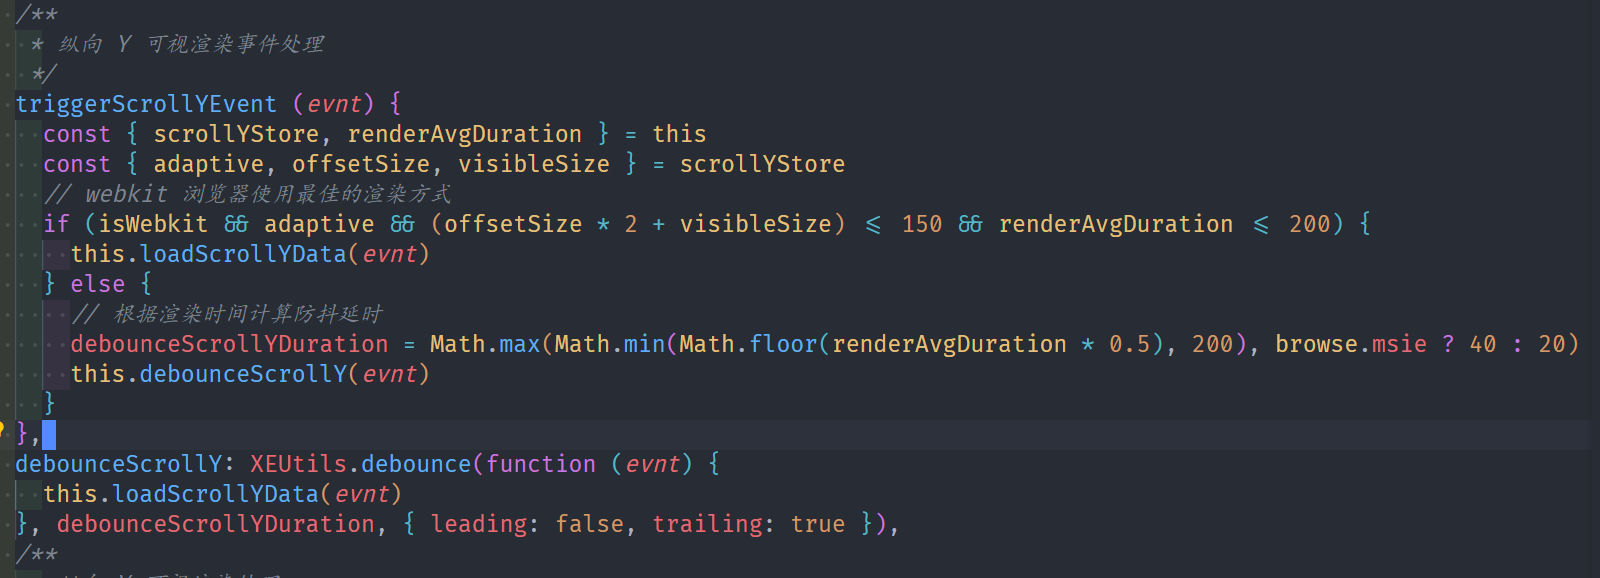 /**
 * 纵向 Y 可视渲染事件处理
 */
triggerScrollYEvent (evnt) {
  const { scrollYStore, renderAvgDuration } = this
  const { adaptive, offsetSize, visibleSize } = scrollYStore
  // webkit 浏览器使用最佳的渲染方式
  if (isWebkit && adaptive && (offsetSize * 2 + visibleSize) <= 150 && renderAvgDuration <= 200) {
    this.loadScrollYData(evnt)
  } else {
    // 根据渲染时间计算防抖延时
    debounceScrollYDuration = Math.max(Math.min(Math.floor(renderAvgDuration * 0.5), 200), browse.msie ? 40 : 20)
    this.debounceScrollY(evnt)
  }
},
debounceScrollY: XEUtils.debounce(function (evnt) {
  this.loadScrollYData(evnt)
}, debounceScrollYDuration, { leading: false, trailing: true }),
/**